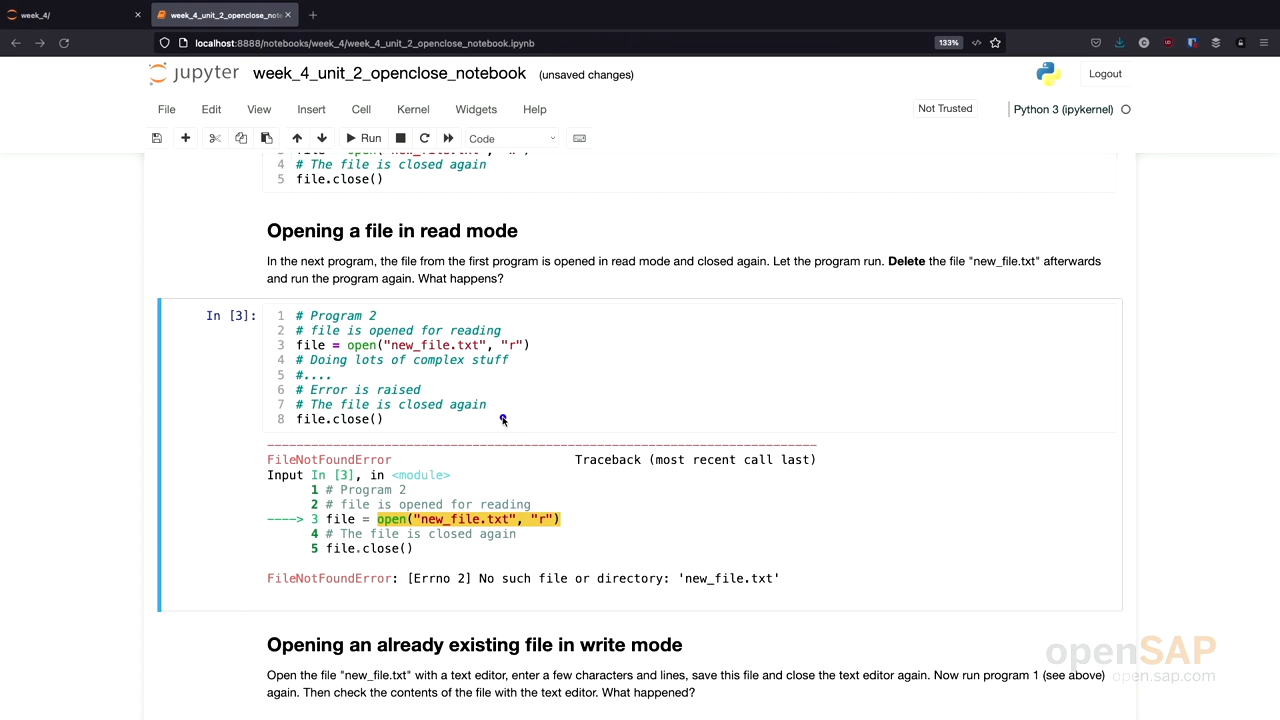 week_4/
week_4_unit_2_openclose_note
localhost:8888/notebooks/week_4/week_4_unit_2_openclose_notebook.ipynb
133%
jupyter week_4_unit_2_openclose_notebook (unsaved changes)
Logout
File Edit View Insert Cell Kernel Widgets Help
Not Trusted
Python 3 (ipykernel)
Run
Code
4 # The file is closed again
5 file.close()
Opening a file in read mode
In the next program, the file from the first program is opened in read mode and closed again. Let the program run. Delete the file "new_file.txt" afterwards
and run the program again. What happens?
In [3]:
1 # Program 2
2 # file is opened for reading
3 file = open("new_file.txt", "r")
4 # Doing lots of complex stuff
5 #....
6 # Error is raised
7 # The file is closed again
8 file.close()
FileNotFoundError Traceback (most recent call last)
Input In [3], in <module>
1 # Program 2
2 # file is opened for reading
----> 3 file = open("new_file.txt", "r")
4 # The file is closed again
5 file.close()
FileNotFoundError: [Errno 2] No such file or directory: 'new_file.txt'
Opening an already existing file in write mode
Open the file "new_file.txt" with a text editor, enter a few characters and lines, save this file and close the text editor again. Now run program 1 (see above)
again. Then check the contents of the file with the text editor. What happened?
openSAP
open.sap.com